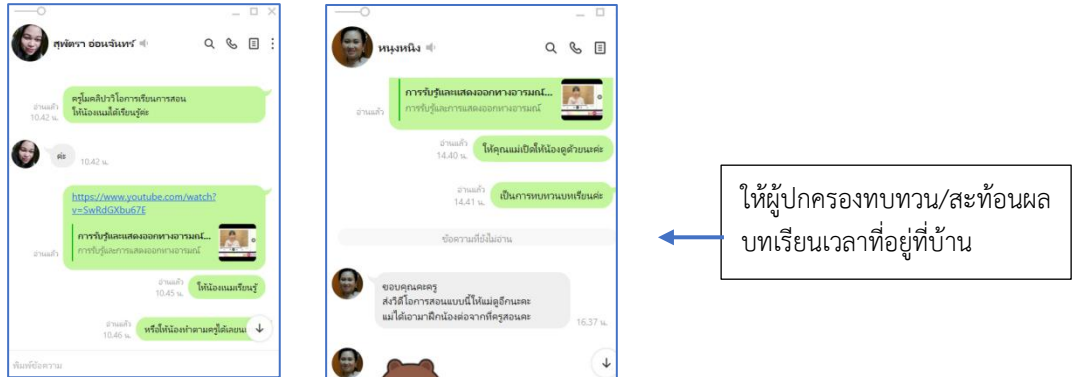 สุพัตรา อ่อนจันทร์
ครูโมคลิปวิโอการเรียนการสอน
ให้น้องเนมได้เรียนรู้ค่ะ
อ่านแล้ว
10.42 น.
ค่ะ
10.42 น.
https://www.youtube.com/watch?
v=SwRdGXbu67E
การรับรู้และแสดงออกทางอารมณ์...
การรับรู้และการแสดงออกทางอารมณ์
อ่านแล้ว
ให้น้องเนมเรียนรู้
อ่านแล้ว
10.45 น.
หรือให้น้องทำตามครูได้เลยนะ
อ่านแล้ว
10.46 น.
พิมพ์ข้อความ
หนุงหนิง
การรับรู้และแสดงออกทางอารมณ์...
การรับรู้และการแสดงออกทางอารมณ์
อ่านแล้ว
ให้คุณแม่เปิดให้น้องดูด้วยนะค่ะ
อ่านแล้ว
14.40 น.
เป็นการทบทวนบทเรียนค่ะ
อ่านแล้ว
14.41 น.
ข้อความที่ยังไม่อ่าน
ขอบคุณคะครู
ส่งวิดีโอการสอนแบบนี้ให้แม่ดูอีกนะคะ
แม่ได้เอามาฝึกน้องต่อจากที่ครูสอนคะ
16.37 น.
ให้ผู้ปกครองทบทวน/สะท้อนผล
บทเรียนเวลาที่อยู่ที่บ้าน